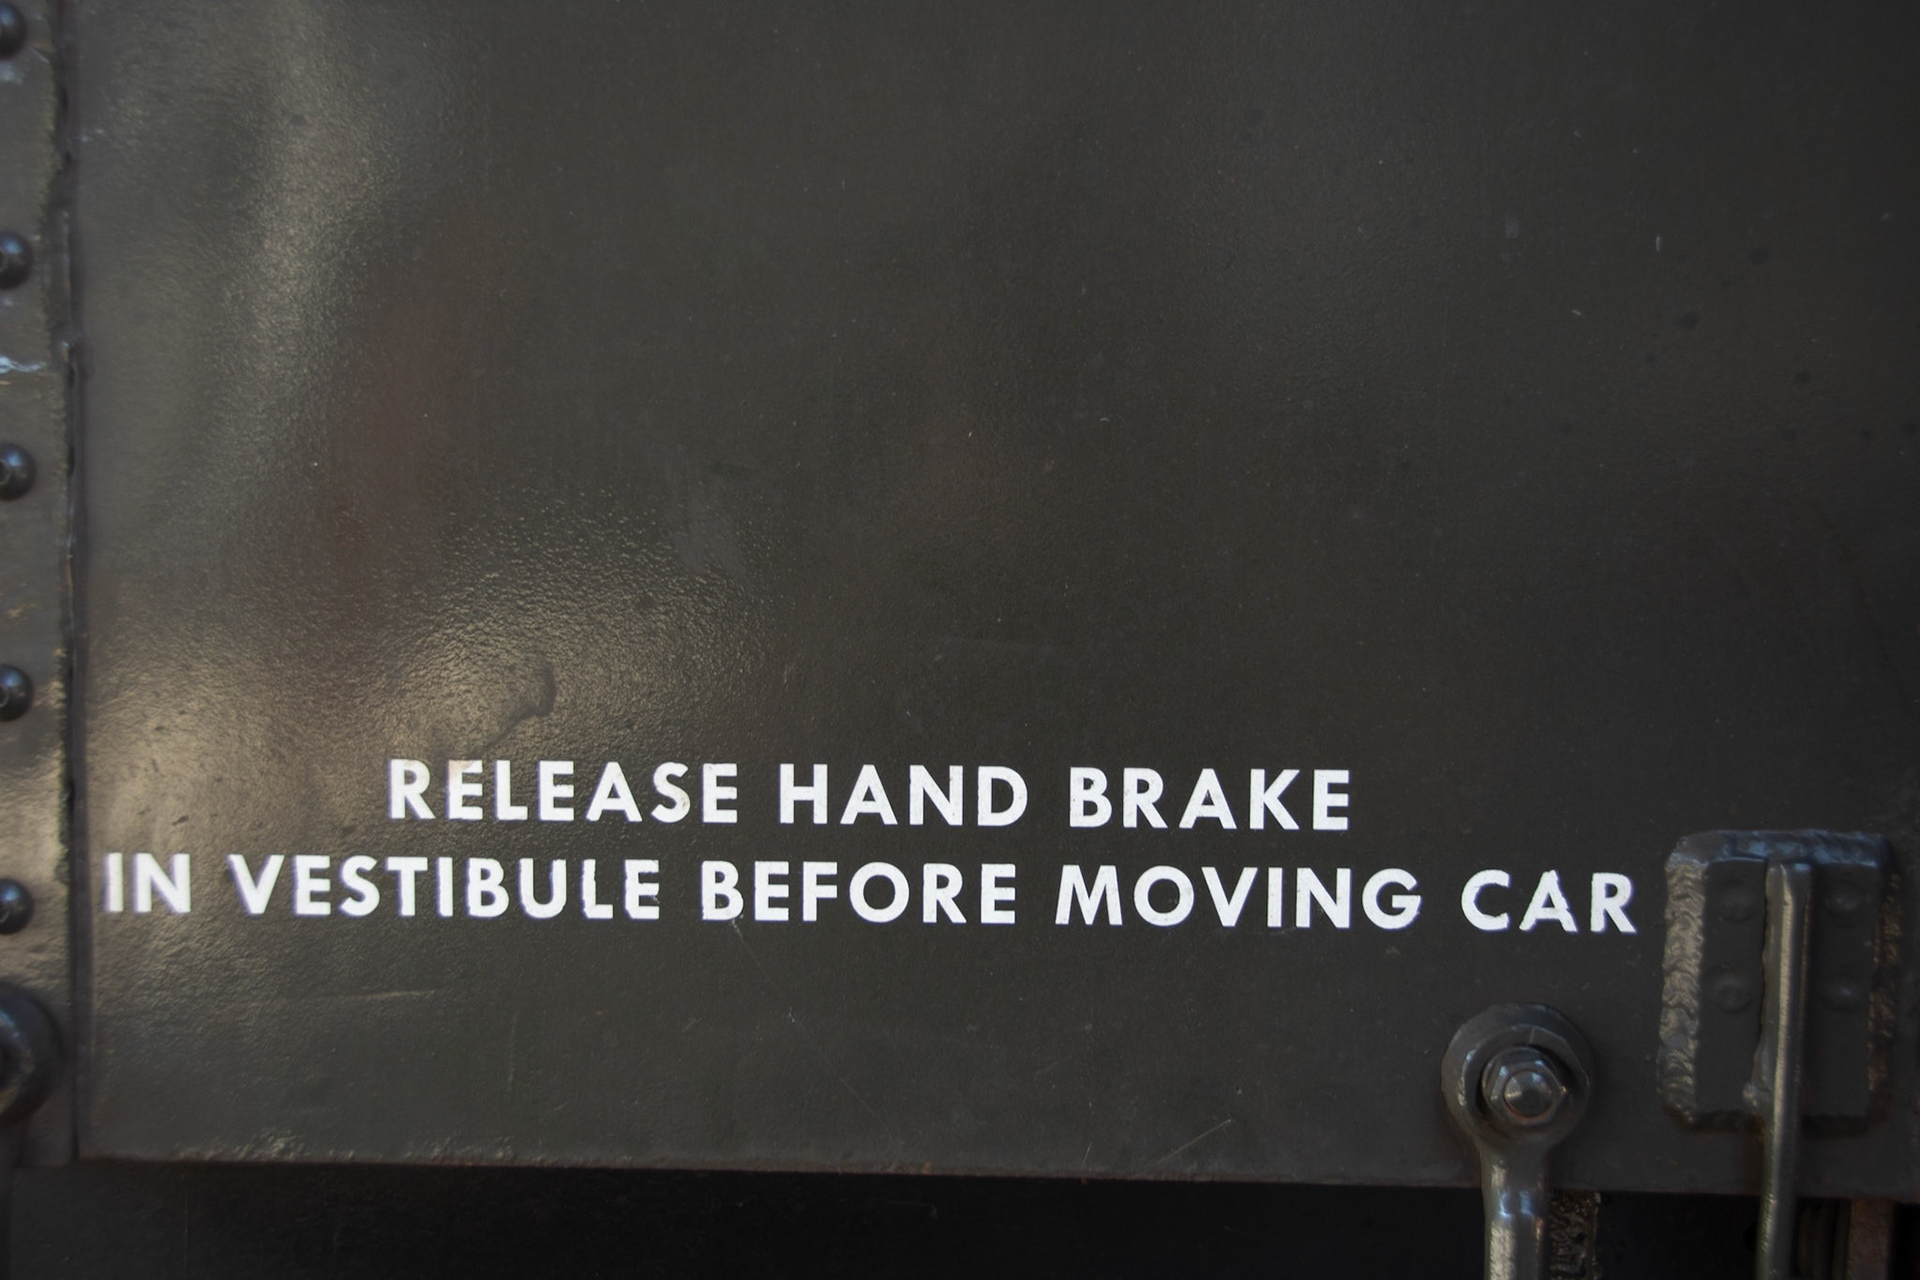 RELEASE HAND BRAKE
IN VESTIBULE BEFORE MOVING CAR